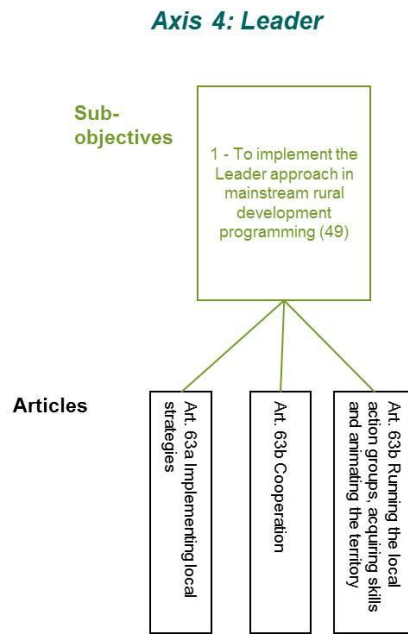 Axis 4: Leader
Sub-
objectives
1 - To implement the
Leader approach in
mainstream rural
development
programming (49)
Articles
Art. 63a Implementing local
strategies
Art. 63b Cooperation
Art. 63b Running the local
action groups, acquiring skills
and animating the territory